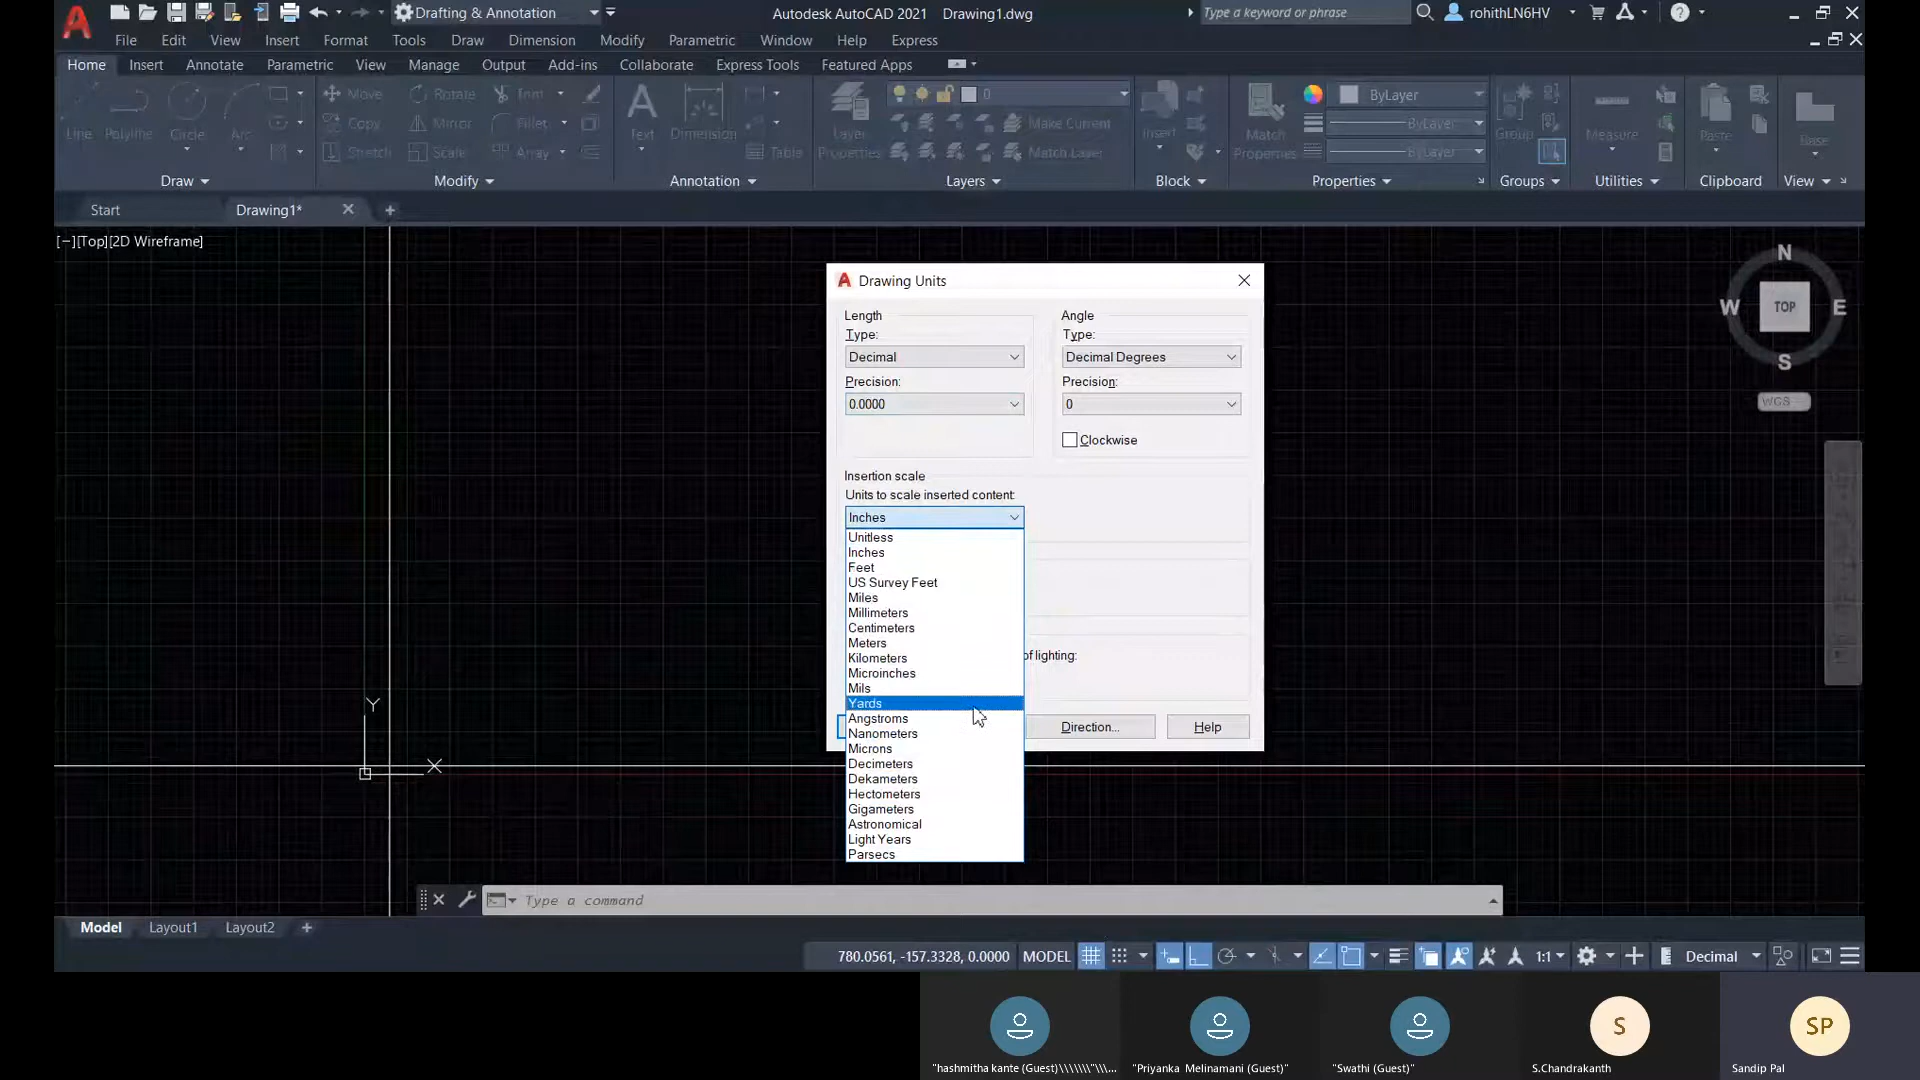 Drafting & Annotation
Autodesk AutoCAD 2021 Drawing1.dwg
Type a keyword or phrase
rohithLN6HV
File Edit View Insert Format Tools Draw Dimension Modify Parametric Window Help Express
Home Insert Annotate Parametric View Manage Output Add-ins Collaborate Express Tools Featured Apps
Line Polyline Circle Arc
Move Rotate Trim
Copy Mirror Fillet
Stretch Scale Array
Text Dimension Table
Layer Properties
0
Make Current
Match Layer
Insert
Match Properties
ByLayer
ByLayer
ByLayer
Group
Measure
Paste
Base
Draw Modify Annotation Layers Block Properties Groups Utilities Clipboard View
Start Drawing1*
[−][Top][2D Wireframe]
N
W TOP E
S
WCS
Drawing Units
Length
Type:
Decimal
Precision:
0.0000
Angle
Type:
Decimal Degrees
Precision:
0
Clockwise
Insertion scale
Units to scale inserted content:
Inches
Unitless
Inches
Feet
US Survey Feet
Miles
Millimeters
Centimeters
Meters
Kilometers
Microinches
Mils
Yards
Angstroms
Nanometers
Microns
Decimeters
Dekameters
Hectometers
Gigameters
Astronomical
Light Years
Parsecs
of lighting:
Direction... Help
Y
X
Type a command
Model Layout1 Layout2
780.0561, -157.3328, 0.0000 MODEL
1:1
Decimal
S SP
"hashmitha kante (Guest)\\\\\\\"\\... "Priyanka Melinamani (Guest)" "Swathi (Guest)" S.Chandrakanth Sandip Pal